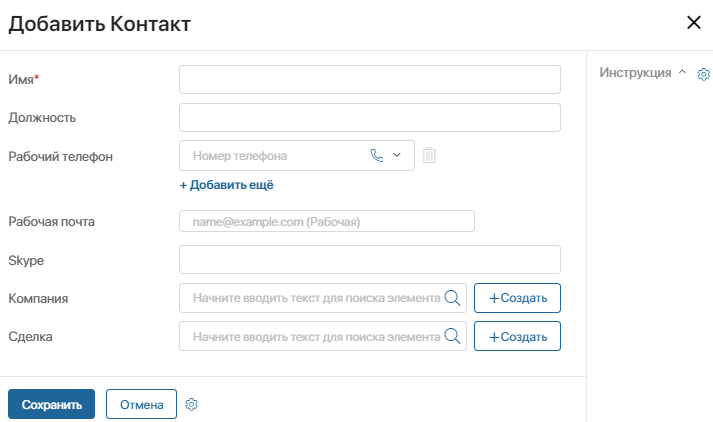 Добавить Контакт
Инструкция
Имя*
Должность
Рабочий телефон
Номер телефона
+ Добавить ещё
Рабочая почта
name@example.com (Рабочая)
Skype
Компания
Начните вводить текст для поиска элемента
+Создать
Сделка
Начните вводить текст для поиска элемента
+Создать
Сохранить
Отмена